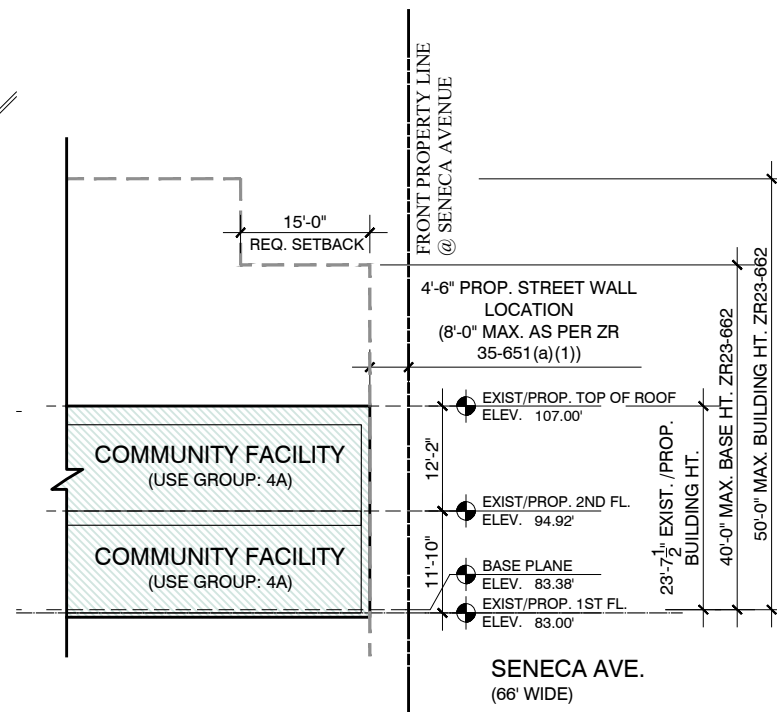 FRONT PROPERTY LINE
@ SENECA AVENUE
15'-0"
REQ. SETBACK
4'-6" PROP. STREET WALL
LOCATION
(8'-0" MAX. AS PER ZR
35-651(a)(1))
EXIST/PROP. TOP OF ROOF
ELEV. 107.00'
COMMUNITY FACILITY
(USE GROUP: 4A)
12'-2"
EXIST/PROP. 2ND FL.
ELEV. 94.92'
COMMUNITY FACILITY
(USE GROUP: 4A)
11'-10"
BASE PLANE
ELEV. 83.38'
EXIST/PROP. 1ST FL.
ELEV. 83.00'
23'-7 1/2" EXIST. /PROP.
BUILDING HT.
40'-0" MAX. BASE HT. ZR23-662
50'-0" MAX. BUILDING HT. ZR23-662
SENECA AVE.
(66' WIDE)